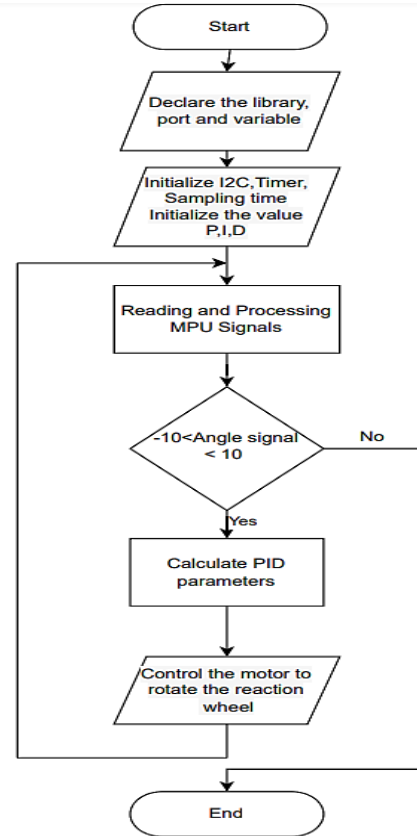 Start
Declare the library,
port and variable
Initialize I2C,Timer,
Sampling time
Initialize the value
P,I,D
Reading and Processing
MPU Signals
-10<Angle signal
< 10
No
Yes
Calculate PID
parameters
Control the motor to
rotate the reaction
wheel
End